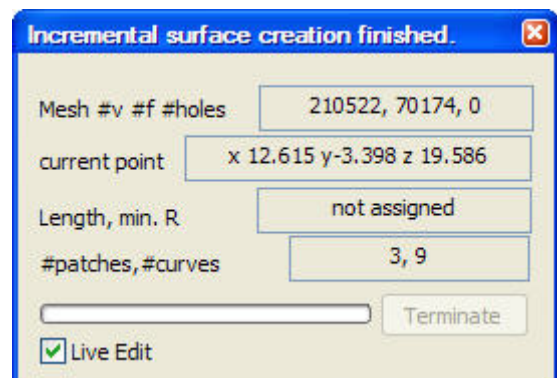 Incremental surface creation finished.
Mesh #v #f #holes 210522, 70174, 0
current point x 12.615 y-3.398 z 19.586
Length, min. R not assigned
#patches,#curves 3, 9
Terminate
Live Edit